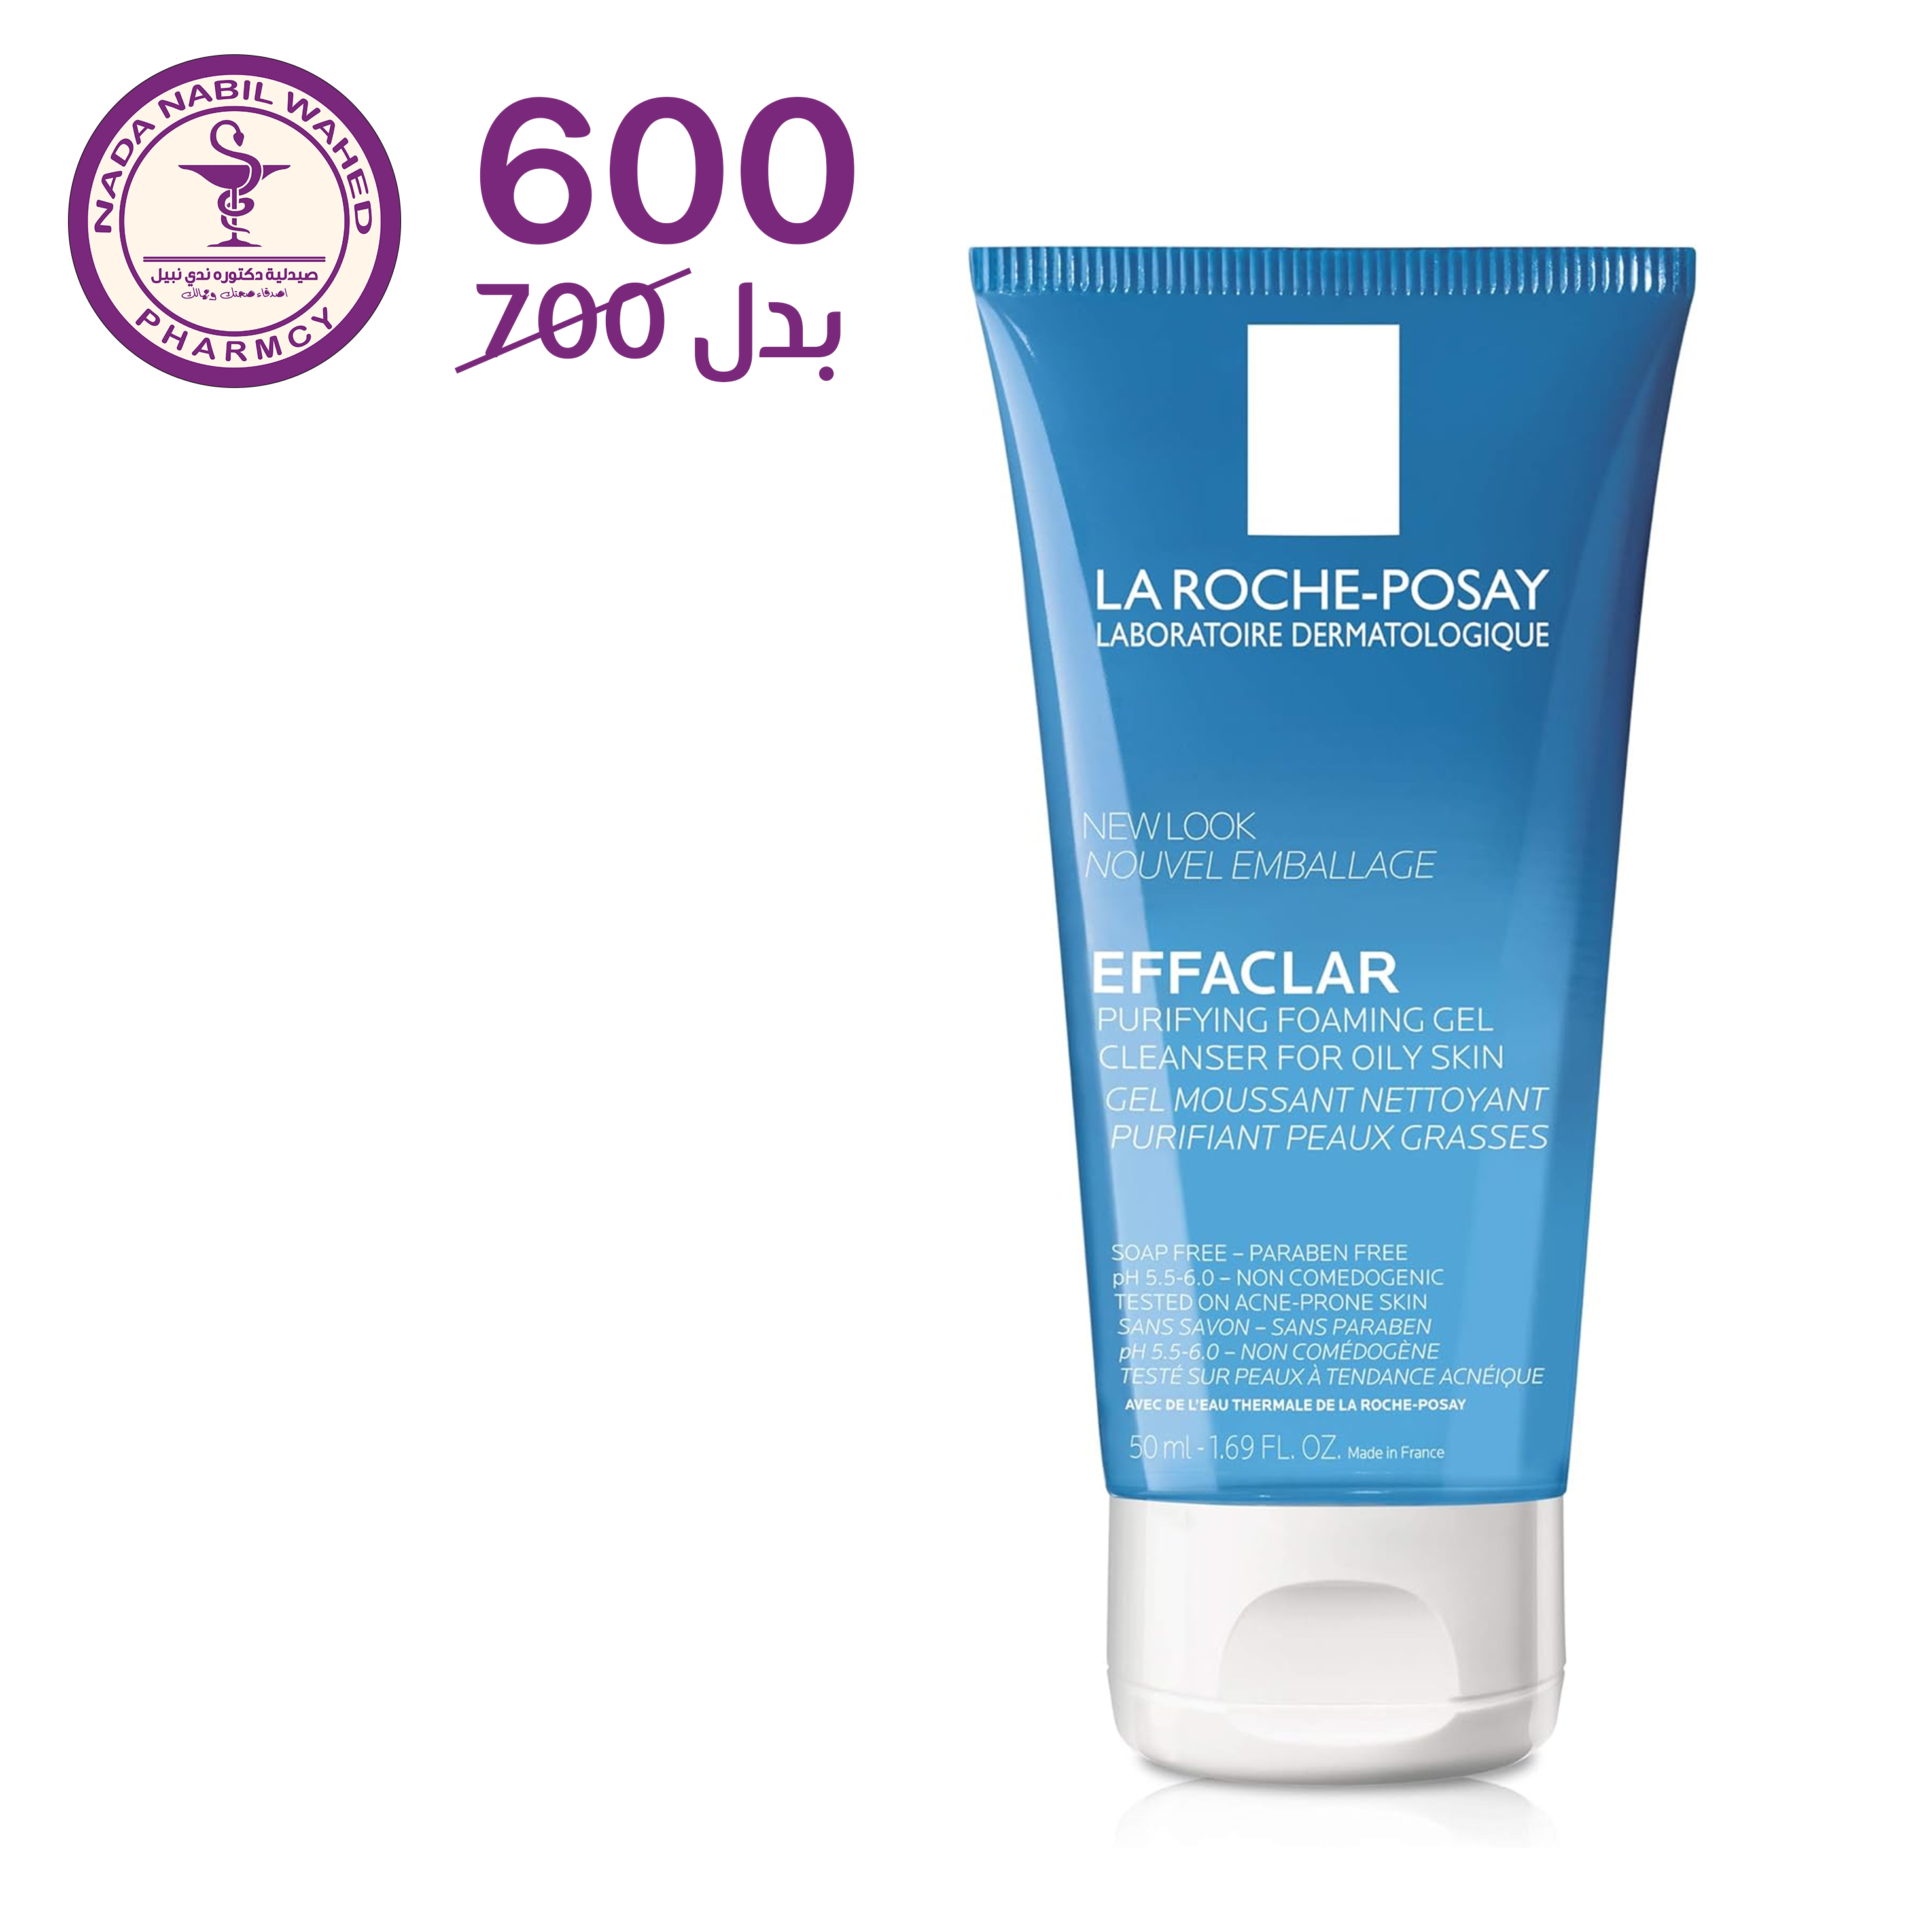 NADA NABIL WAHED
صيدلية دكتوره ندي نبيل
اصدقاء صحتك وجمالك
PHARMCY
600
بدل 700
LA ROCHE-POSAY
LABORATOIRE DERMATOLOGIQUE
NEW LOOK
NOUVEL EMBALLAGE
EFFACLAR
PURIFYING FOAMING GEL
CLEANSER FOR OILY SKIN
GEL MOUSSANT NETTOYANT
PURIFIANT PEAUX GRASSES
SOAP FREE – PARABEN FREE
pH 5.5-6.0 – NON COMEDOGENIC
TESTED ON ACNE-PRONE SKIN
SANS SAVON – SANS PARABEN
pH 5.5-6.0 – NON COMÉDOGÈNE
TESTÉ SUR PEAUX À TENDANCE ACNÉIQUE
AVEC DE L'EAU THERMALE DE LA ROCHE-POSAY
50 ml - 1.69 FL. OZ. Made in France